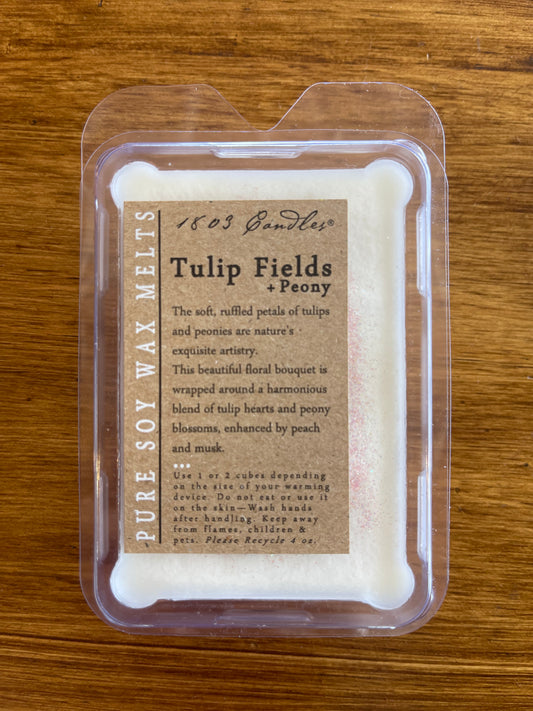 PURE SOY WAX MELTS
1803 Candles®
Tulip Fields
+ Peony
The soft, ruffled petals of tulips
and peonies are nature's
exquisite artistry.
This beautiful floral bouquet is
wrapped around a harmonious
blend of tulip hearts and peony
blossoms, enhanced by peach
and musk.
Use 1 or 2 cubes depending
on the size of your warming
device. Do not eat or use it
on the skin—Wash hands
after handling. Keep away
from flames, children &
pets. Please Recycle 4 oz.